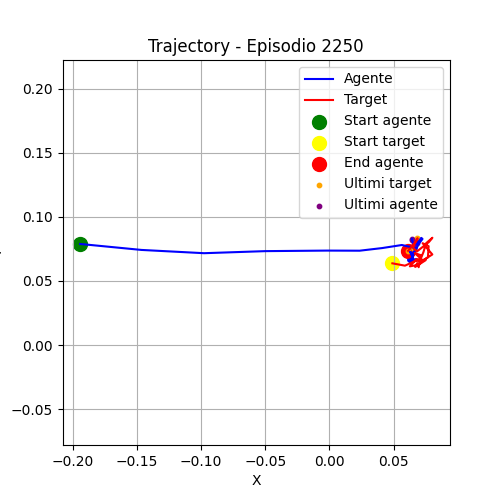 Trajectory - Episodio 2250
Agente
Target
Start agente
Start target
End agente
Ultimi target
Ultimi agente
0.20
0.15
0.10
0.05
0.00
−0.05
−0.20
−0.15
−0.10
−0.05
0.00
0.05
X